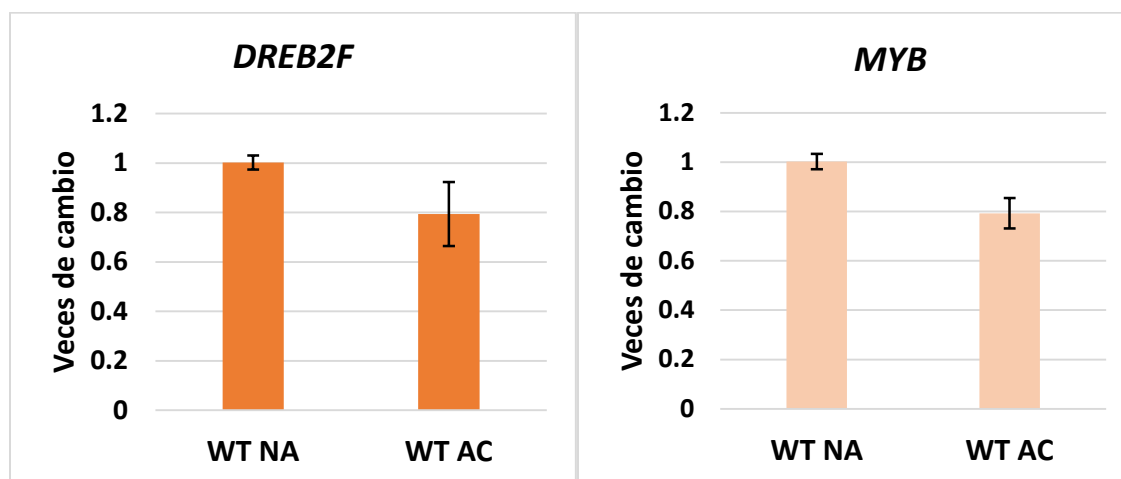 DREB2F
Veces de cambio
1.2
1
0.8
0.6
0.4
0.2
0
WT NA
WT AC
MYB
Veces de cambio
1.2
1
0.8
0.6
0.4
0.2
0
WT NA
WT AC